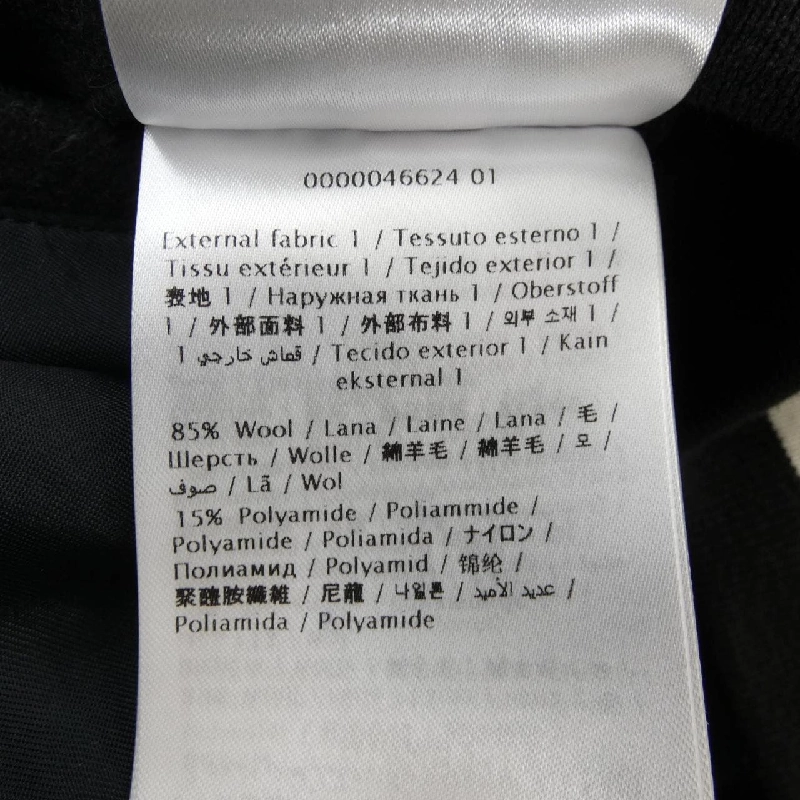 0000046624 01
External fabric 1 / Tessuto esterno 1 /
Tissu extérieur 1 / Tejido exterior 1 /
表地 1 / Наружная ткань 1 / Oberstoff
1 / 外部面料 1 / 外部布料 1 / 외부 소재 1 /
قماش خارجي 1 / Tecido exterior 1 / Kain
eksternal 1
85% Wool / Lana / Laine / Lana / 毛 /
Шерсть / Wolle / 綿羊毛 / 綿羊毛 / 모 /
صوف / Lã / Wol
15% Polyamide / Poliammide /
Polyamide / Poliamida / ナイロン /
Полиамид / Polyamid / 锦纶 /
聚醯胺纖維 / 尼龍 / 나일론 / عديد الأميد /
Poliamida / Polyamide